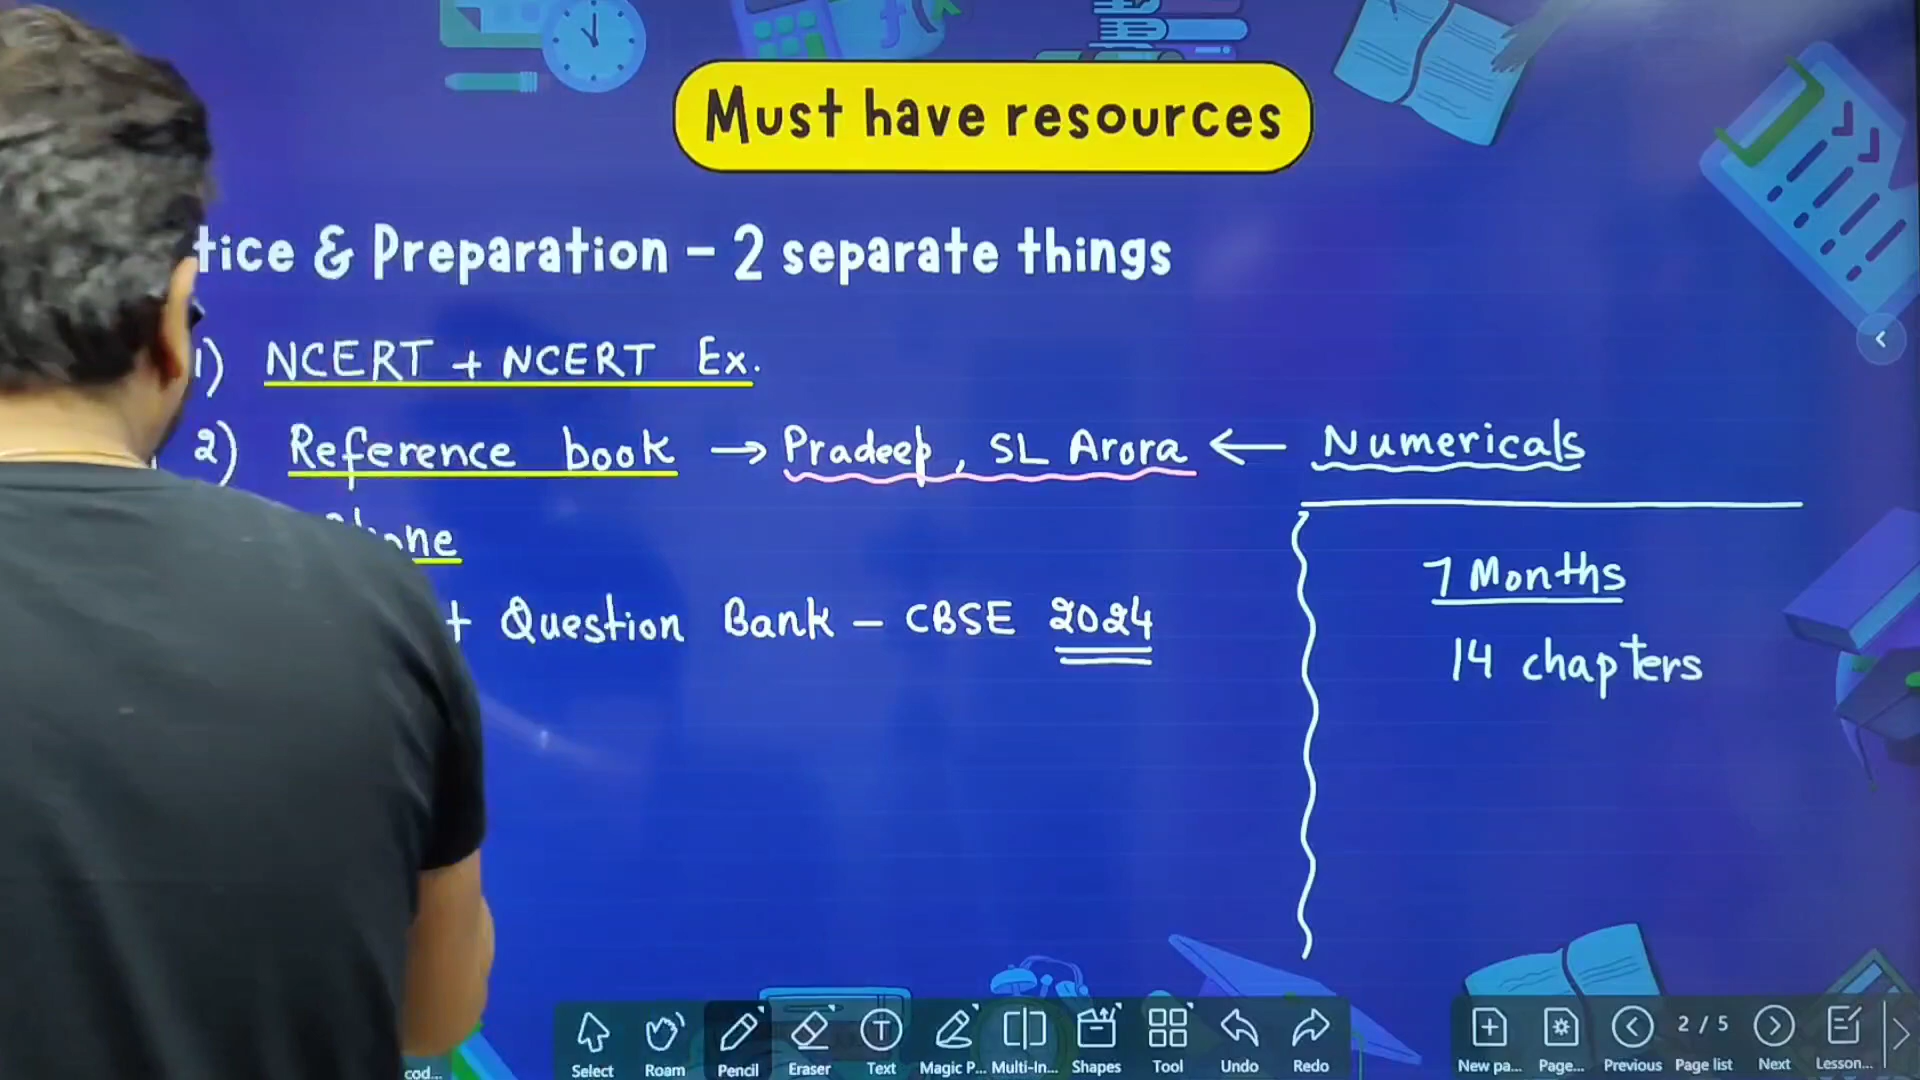 Must have resources
tice & Preparation - 2 separate things
1) NCERT + NCERT Ex.
2) Reference book → Pradeep, SL Arora ← Numericals
+ Question Bank - CBSE 2024
7 Months
14 chapters
Select Roam Pencil Eraser Text Magic P... Multi-In... Shapes Tool Undo Redo
New pa... Page... Previous 2 / 5 Page list Next Lesson...
cod...